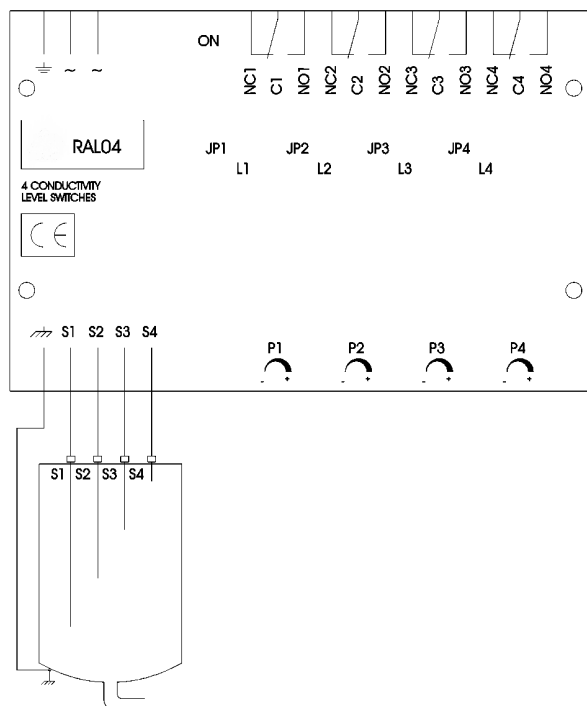 ~ ~
ON
NC1 C1 NO1 NC2 C2 NO2 NC3 C3 NO3 NC4 C4 NO4
RAL04
JP1 JP2 JP3 JP4
L1 L2 L3 L4
4 CONDUCTIVITY
LEVEL SWITCHES
CE
S1 S2 S3 S4
P1 P2 P3 P4
- + - + - + - +
S1 S2 S3 S4